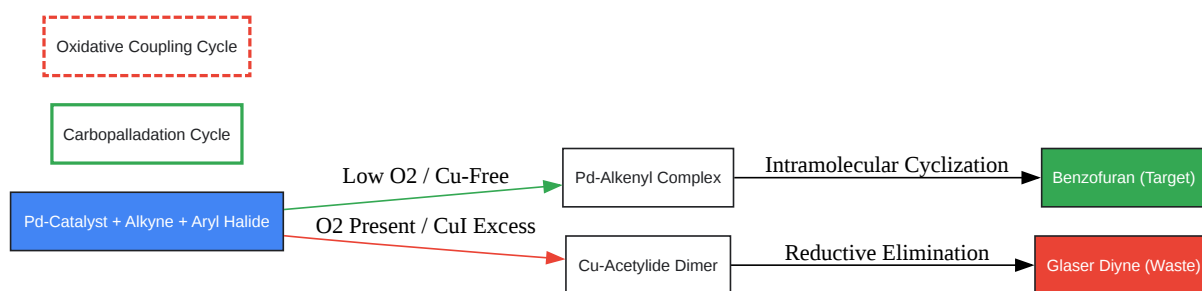 Oxidative Coupling Cycle
Carbopalladation Cycle
Low O2 / Cu-Free
Pd-Alkenyl Complex
Intramolecular Cyclization
Benzofuran (Target)
Pd-Catalyst + Alkyne + Aryl Halide
O2 Present / CuI Excess
Cu-Acetylide Dimer
Reductive Elimination
Glaser Diyne (Waste)